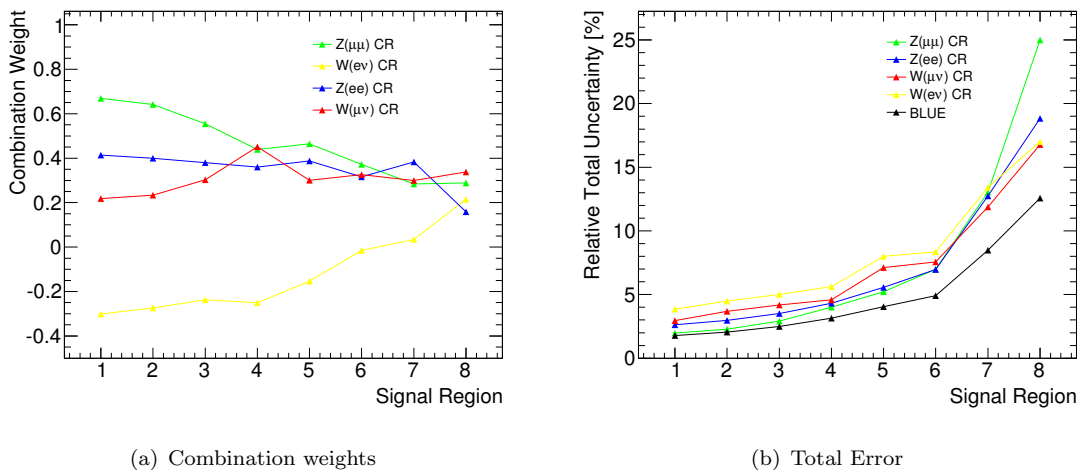 Combination Weight
1
0.8
0.6
0.4
0.2
0
-0.2
-0.4
Z(μμ) CR
W(eν) CR
Z(ee) CR
W(μν) CR
1 2 3 4 5 6 7 8
Signal Region
(a) Combination weights
Relative Total Uncertainty [%]
25
20
15
10
5
0
Z(μμ) CR
Z(ee) CR
W(μν) CR
W(eν) CR
BLUE
1 2 3 4 5 6 7 8
Signal Region
(b) Total Error